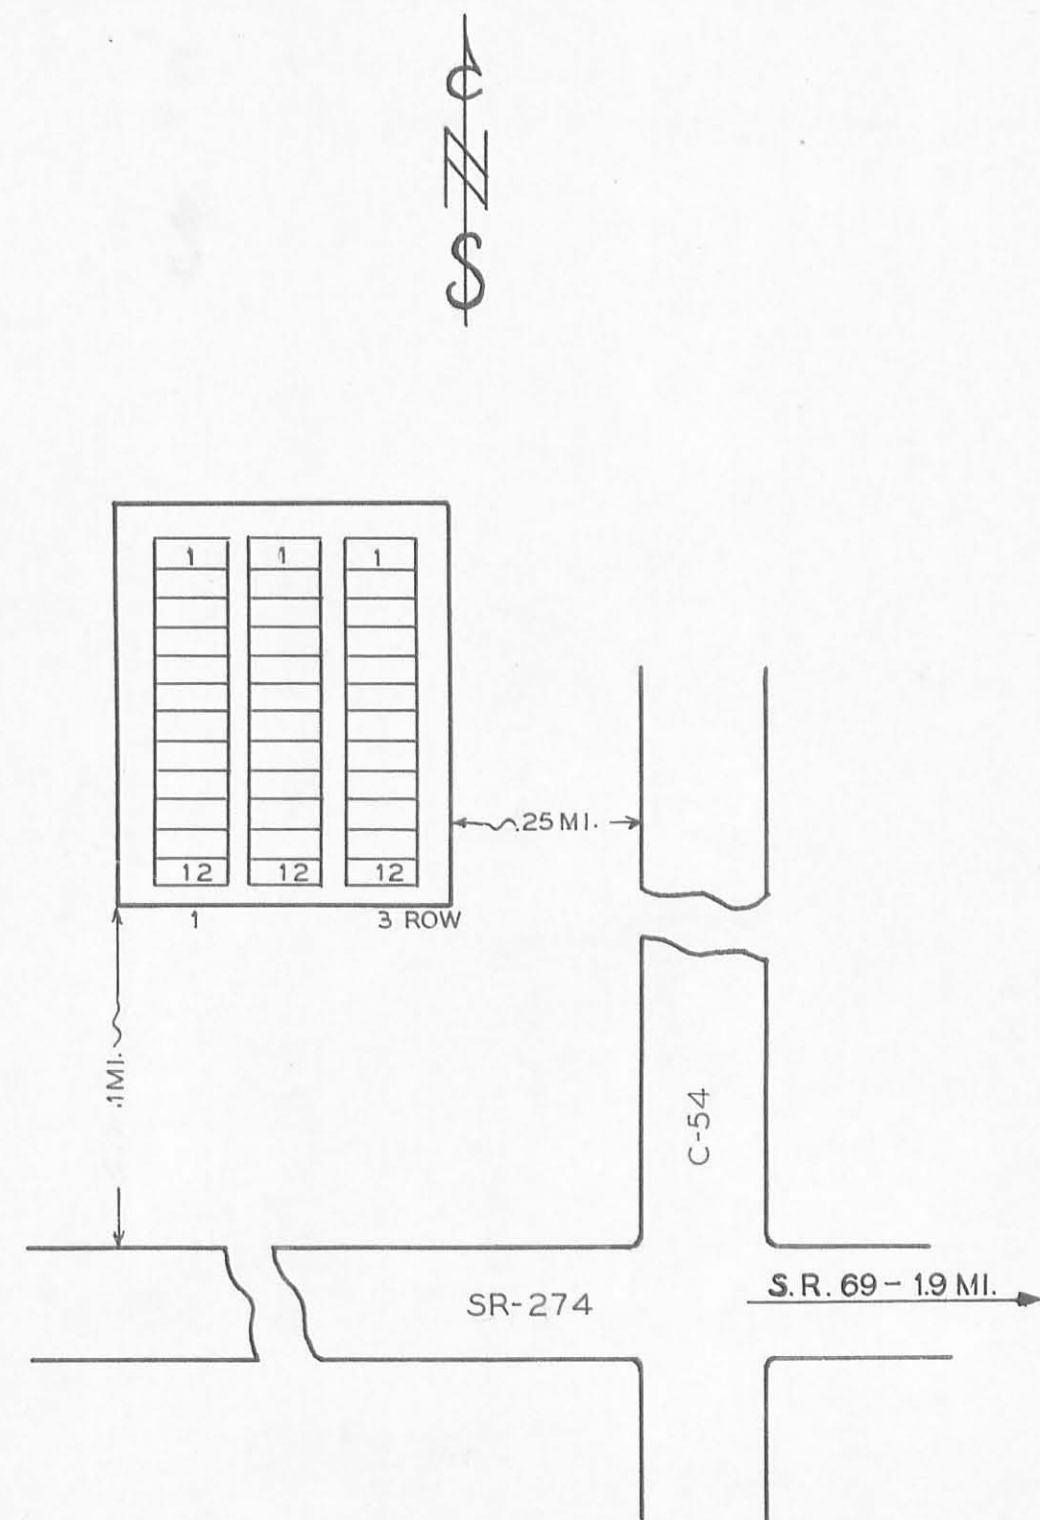 N
S
1 1 1
12 12 12
1 3 ROW
.25 MI.
.1 MI.
C-54
SR-274
S.R. 69 - 1.9 MI.